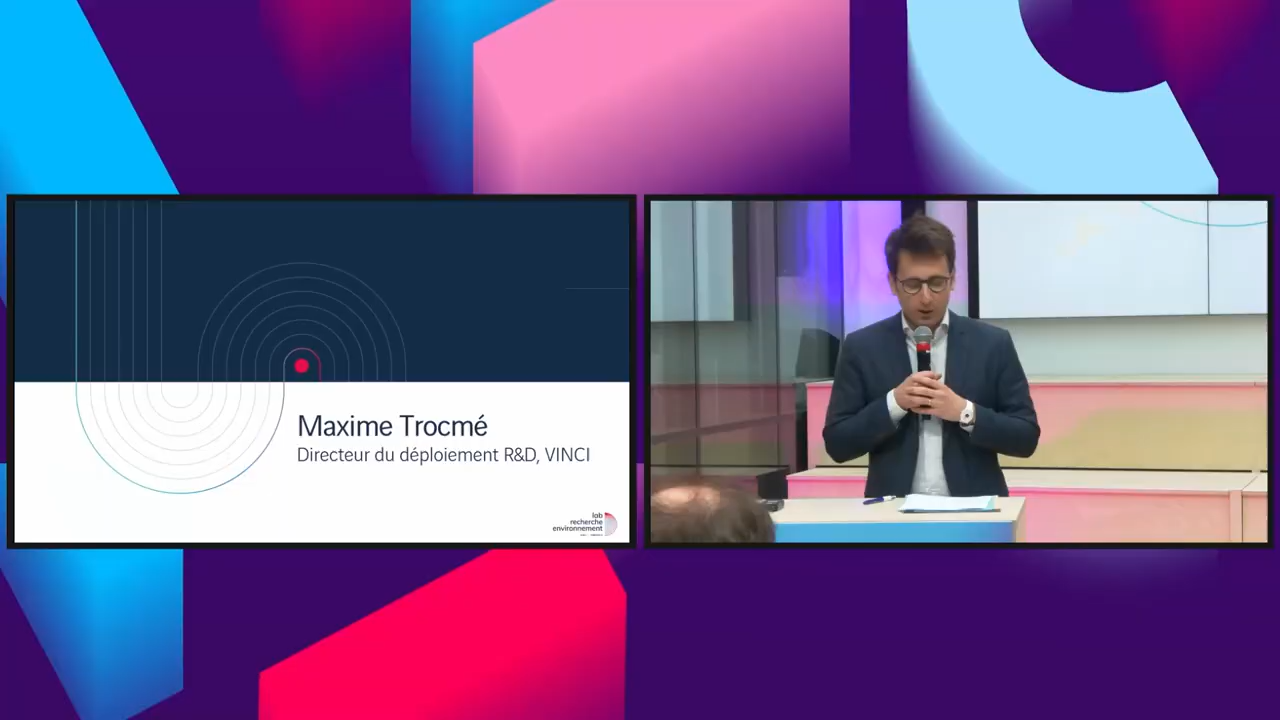 Maxime Trocmé
Directeur du déploiement R&D, VINCI
lab
recherche
environnement